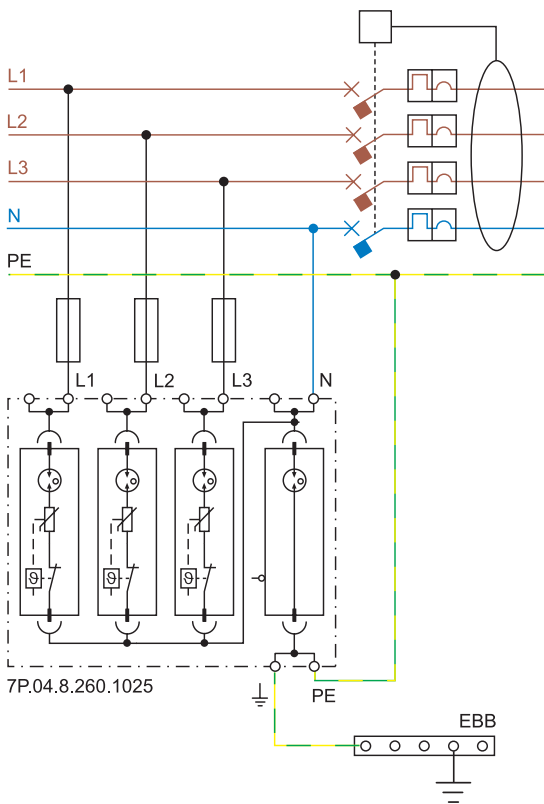 L1
L2
L3
N
PE
L1 L2 L3 N
ϑ ϑ ϑ
7P.04.8.260.1025
PE
EBB